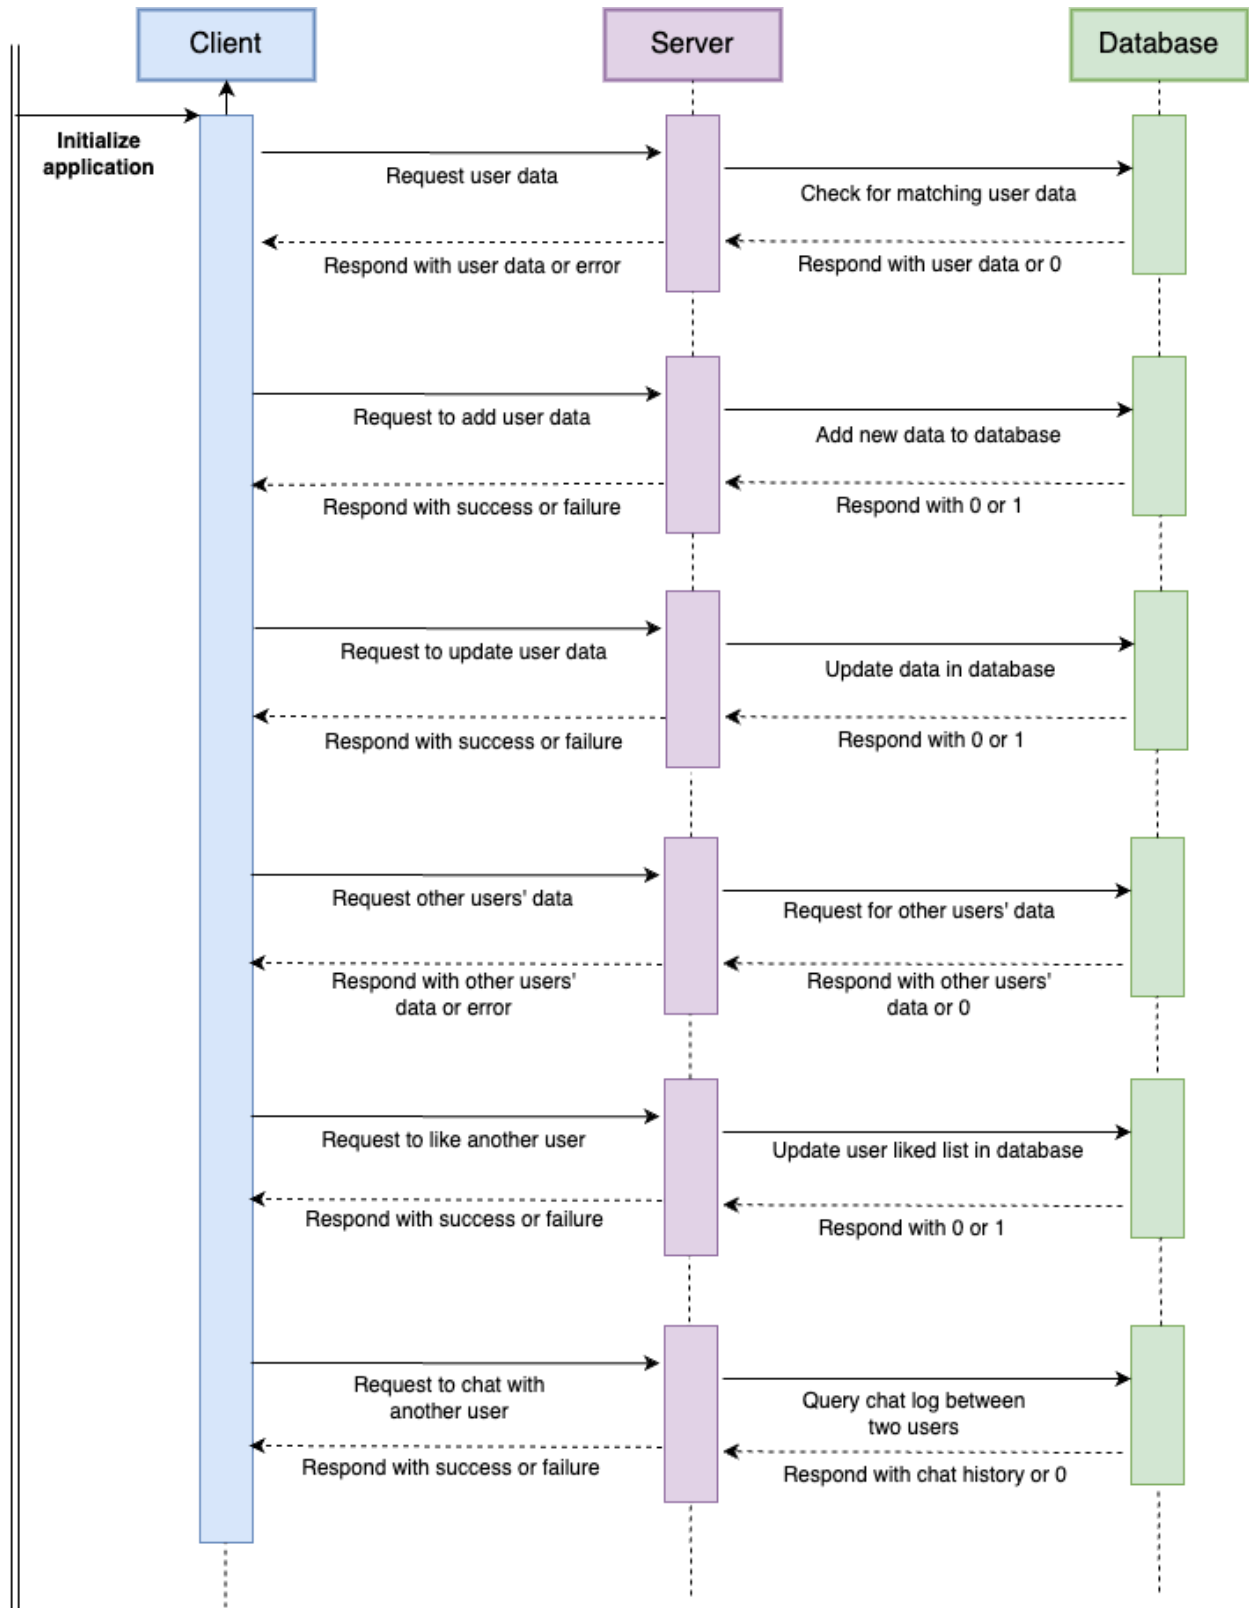 Client
Server
Database
Initialize
application
Request user data
Check for matching user data
Respond with user data or error
Respond with user data or 0
Request to add user data
Add new data to database
Respond with success or failure
Respond with 0 or 1
Request to update user data
Update data in database
Respond with success or failure
Respond with 0 or 1
Request other users' data
Request for other users' data
Respond with other users'
data or error
Respond with other users'
data or 0
Request to like another user
Update user liked list in database
Respond with success or failure
Respond with 0 or 1
Request to chat with
another user
Query chat log between
two users
Respond with success or failure
Respond with chat history or 0